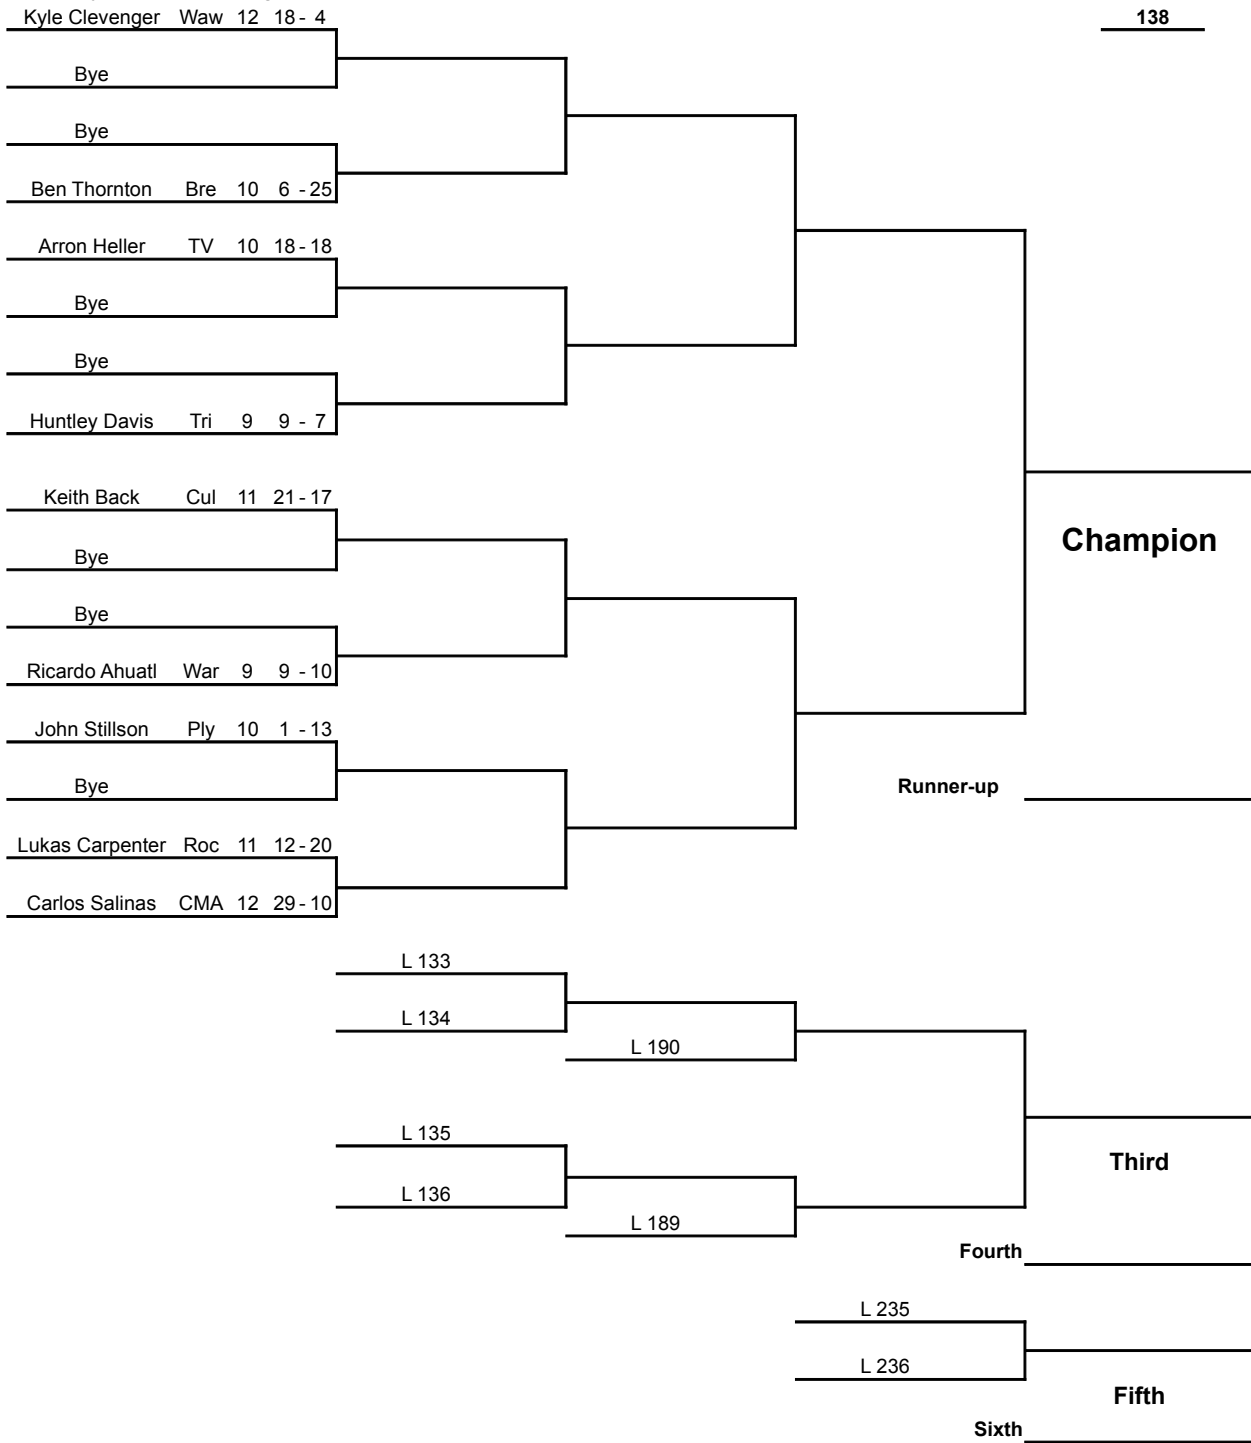 Kyle Clevenger Waw 12 18 - 4
138
Bye
Bye
Ben Thornton Bre 10 6 - 25
Arron Heller TV 10 18 - 18
Bye
Bye
Huntley Davis Tri 9 9 - 7
Keith Back Cul 11 21 - 17
Champion
Bye
Bye
Ricardo Ahuatl War 9 9 - 10
John Stillson Ply 10 1 - 13
Bye
Runner-up
Lukas Carpenter Roc 11 12 - 20
Carlos Salinas CMA 12 29 - 10
L 133
L 134
L 190
L 135
Third
L 136
L 189
Fourth
L 235
L 236
Fifth
Sixth